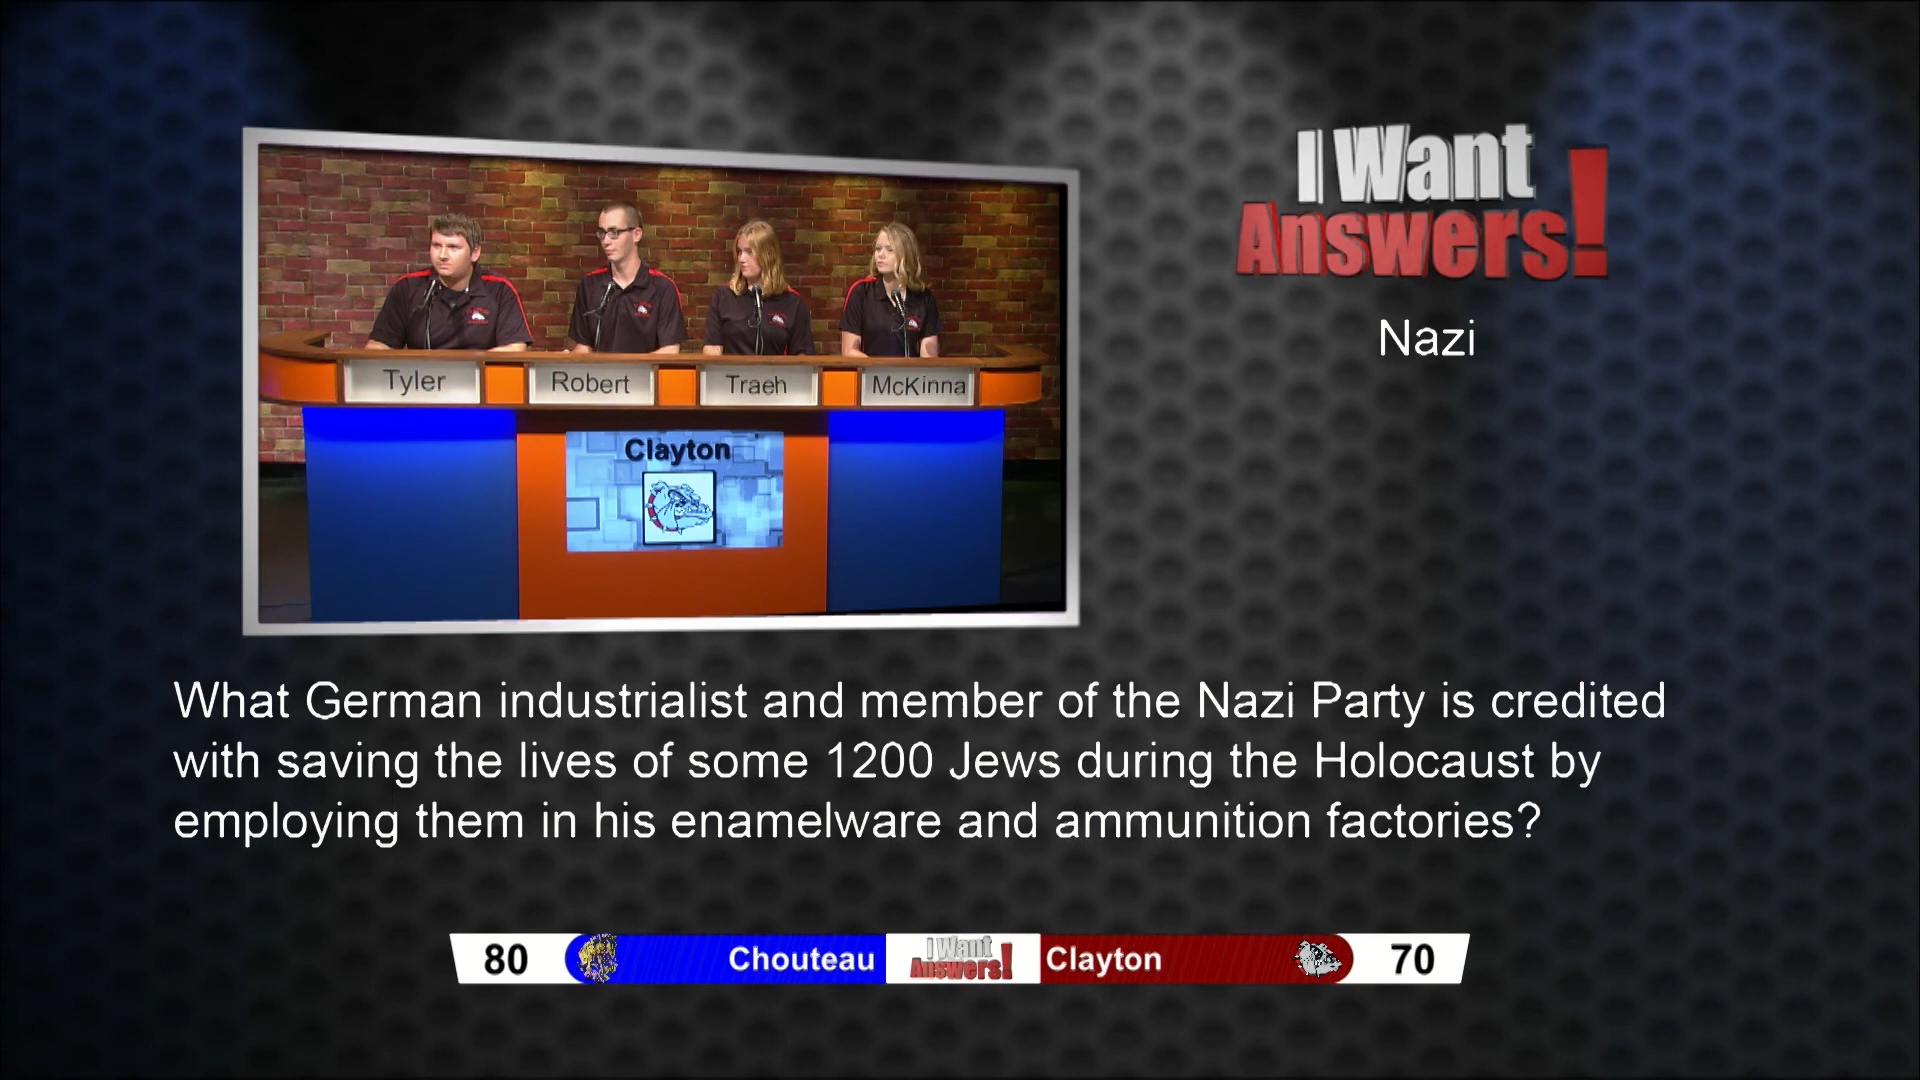 I Want
Answers!
Nazi
Tyler
Robert
Traeh
McKinna
Clayton
What German industrialist and member of the Nazi Party is credited
with saving the lives of some 1200 Jews during the Holocaust by
employing them in his enamelware and ammunition factories?
80 Chouteau I Want Answers! Clayton 70